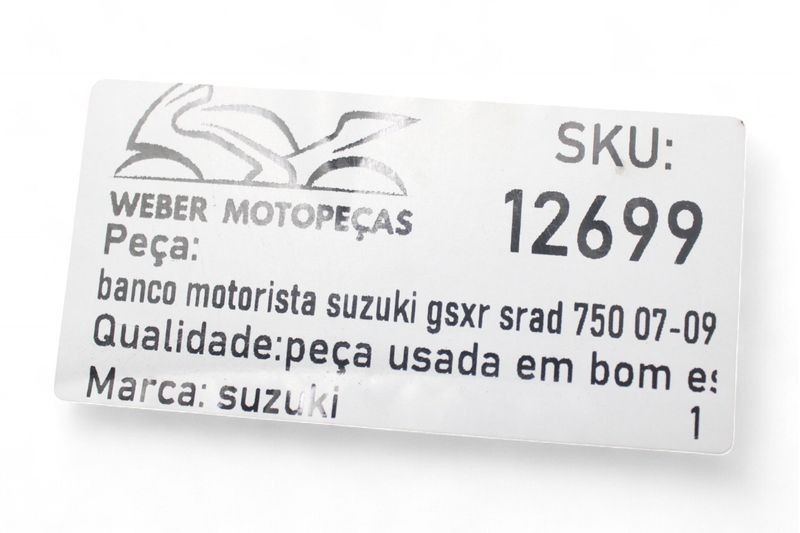 WEBER MOTOPEÇAS
SKU:
12699
Peça:
banco motorista suzuki gsxr srad 750 07-09
Qualidade:peça usada em bom es
Marca: suzuki
1